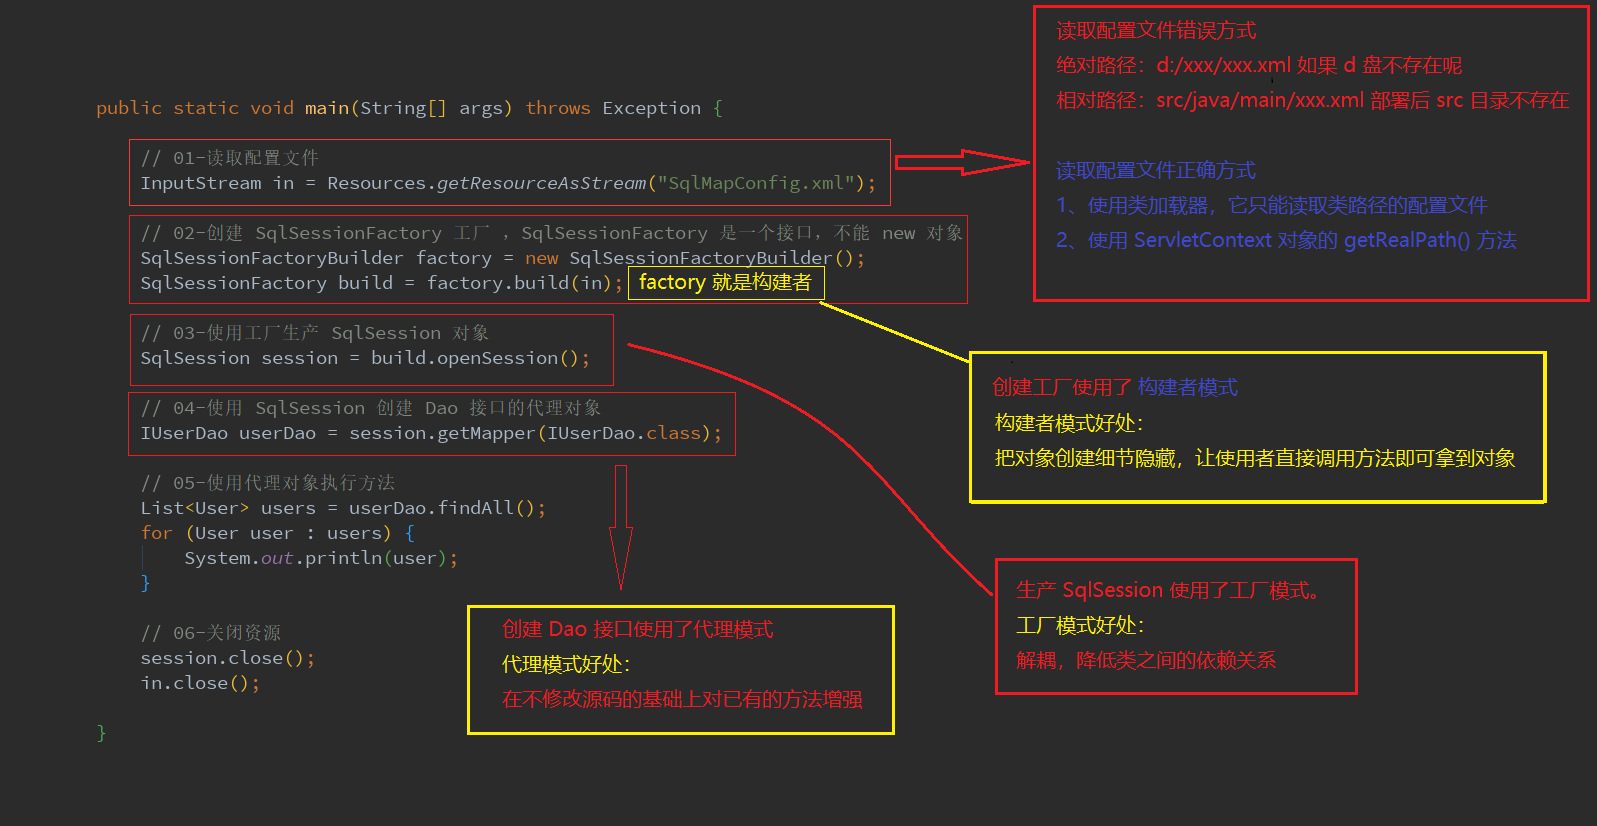 public static void main(String[] args) throws Exception {
// 01-读取配置文件
InputStream in = Resources.getResourceAsStream("SqlMapConfig.xml");
// 02-创建 SqlSessionFactory 工厂 ，SqlSessionFactory 是一个接口，不能 new 对象
SqlSessionFactoryBuilder factory = new SqlSessionFactoryBuilder();
SqlSessionFactory build = factory.build(in);
factory 就是构建者
// 03-使用工厂生产 SqlSession 对象
SqlSession session = build.openSession();
// 04-使用 SqlSession 创建 Dao 接口的代理对象
IUserDao userDao = session.getMapper(IUserDao.class);
// 05-使用代理对象执行方法
List<User> users = userDao.findAll();
for (User user : users) {
System.out.println(user);
}
// 06-关闭资源
session.close();
in.close();
}
读取配置文件错误方式
绝对路径：d:/xxx/xxx.xml 如果 d 盘不存在呢
相对路径：src/java/main/xxx.xml 部署后 src 目录不存在
读取配置文件正确方式
1、使用类加载器，它只能读取类路径的配置文件
2、使用 ServletContext 对象的 getRealPath() 方法
创建工厂使用了 构建者模式
构建者模式好处：
把对象创建细节隐藏，让使用者直接调用方法即可拿到对象
生产 SqlSession 使用了工厂模式。
工厂模式好处：
解耦，降低类之间的依赖关系
创建 Dao 接口使用了代理模式
代理模式好处：
在不修改源码的基础上对已有的方法增强